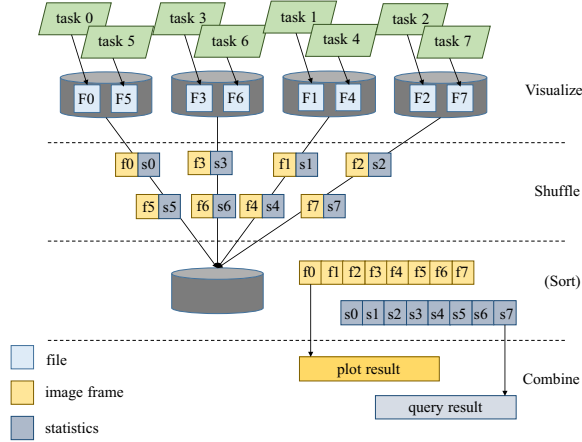 task 0
task 3
task 1
task 2
task 5
task 6
task 4
task 7
F0 F5
F3 F6
F1 F4
F2 F7
Visualize
f0 s0
f3 s3
f1 s1
f2 s2
f5 s5
f6 s6
f4 s4
f7 s7
Shuffle
f0 f1 f2 f3 f4 f5 f6 f7
(Sort)
s0 s1 s2 s3 s4 s5 s6 s7
file
plot result
Combine
image frame
query result
statistics